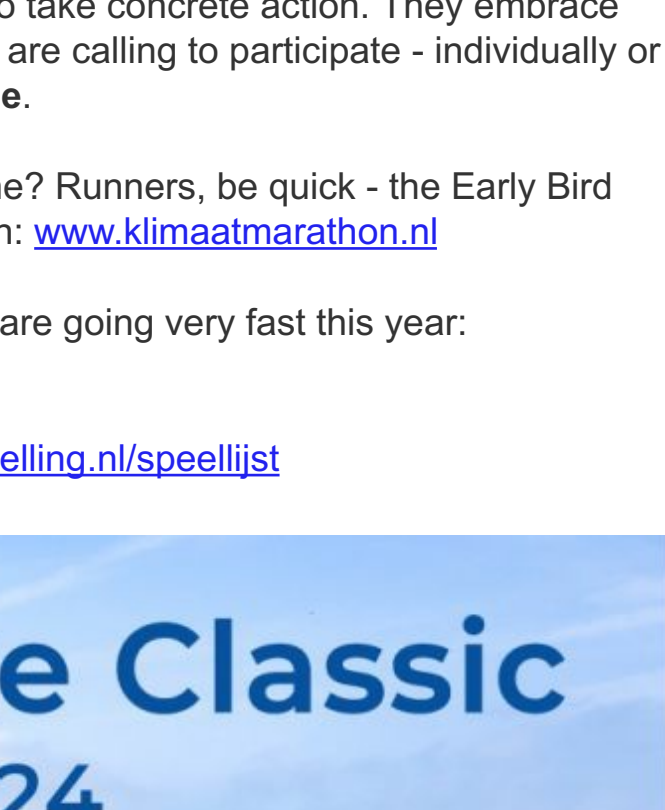 o take concrete action. They embrace
are calling to participate - individually or
e.
e? Runners, be quick - the Early Bird
n: www.klimaatmarathon.nl
are going very fast this year:
elling.nl/speellijst
e Classic
24